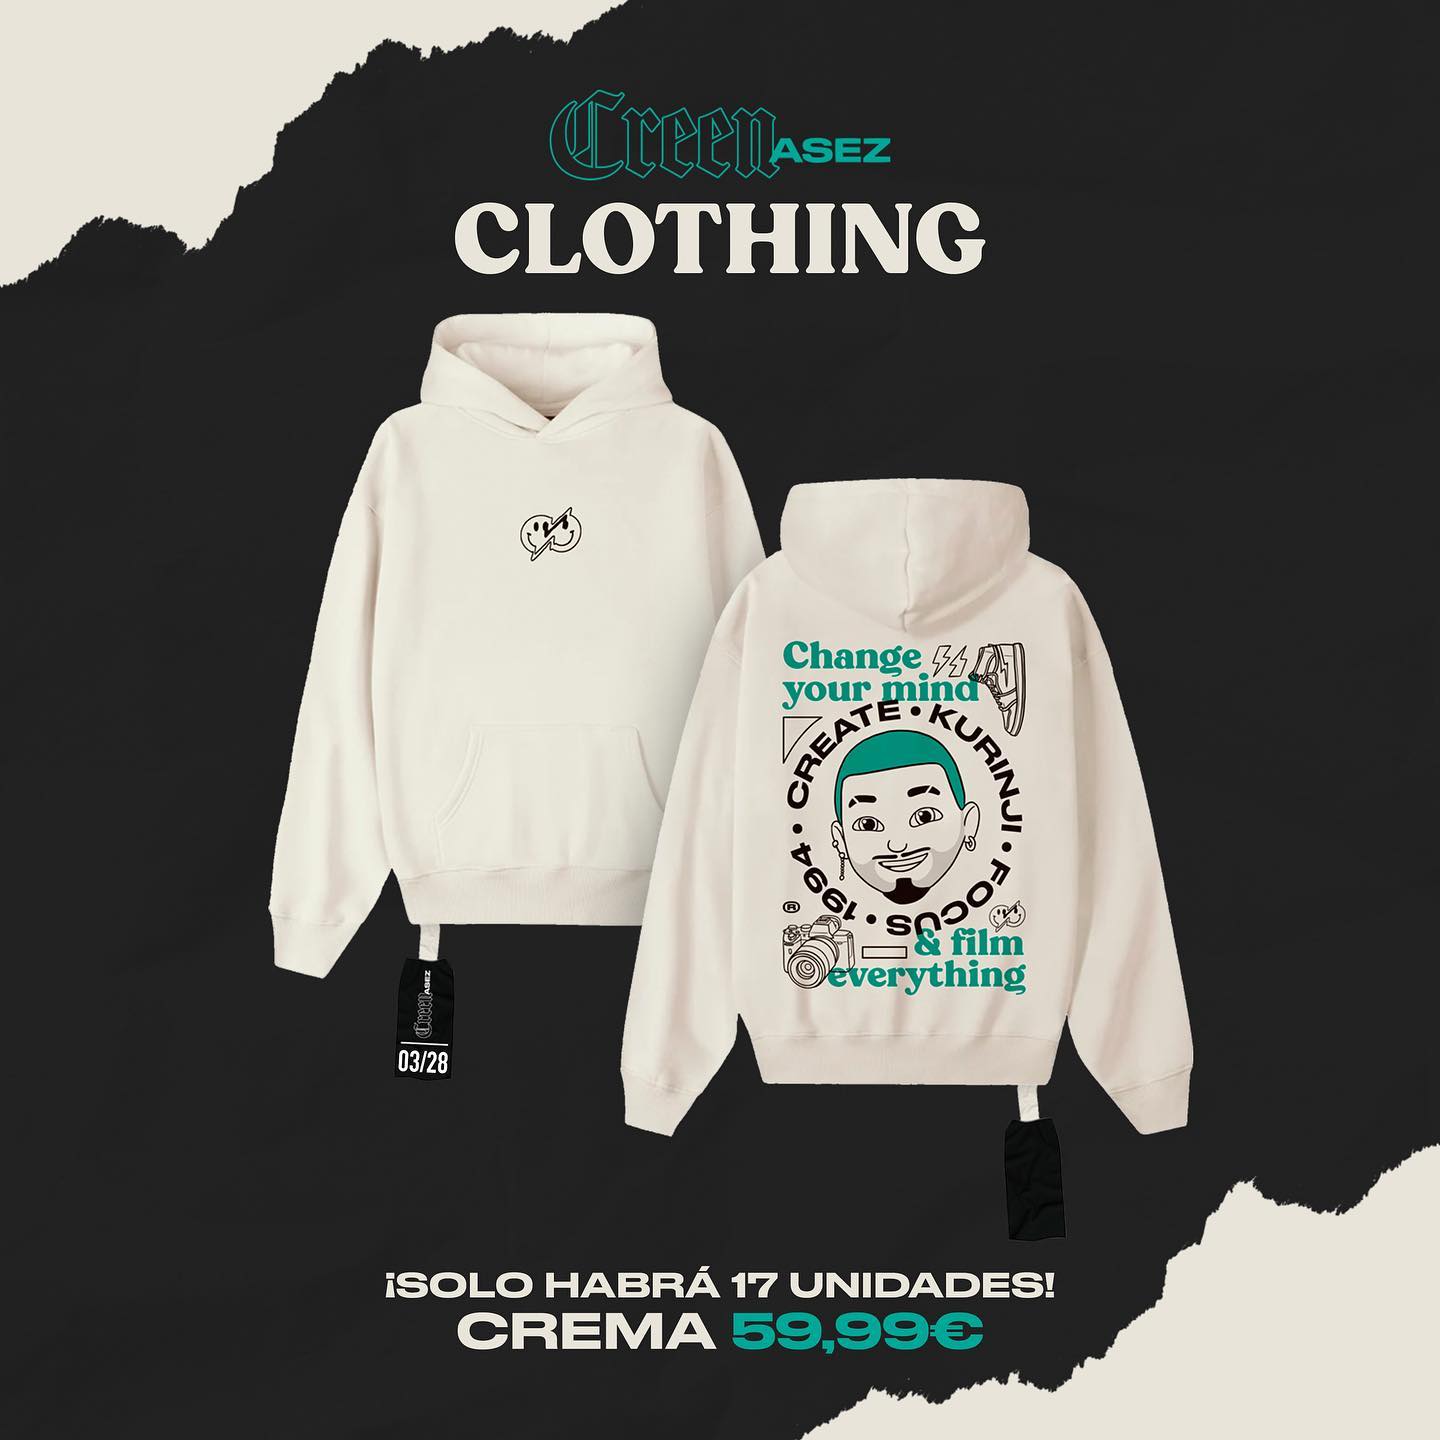 Creen ASEZ
CLOTHING
Change
your mind
CREATE • KURINJI • FOCUS • 1994 •
®
& film
everything
Creen ASEZ
03/28
¡SOLO HABRÁ 17 UNIDADES!
CREMA 59,99€